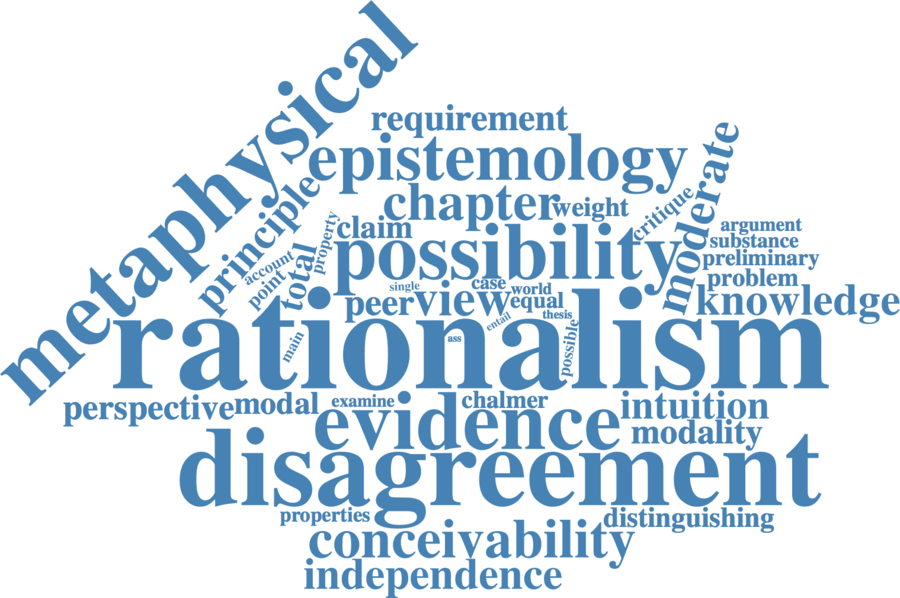 metaphysical
requirement
epistemology
moderate
principle
chapter
weight
critique
property
claim
argument
account
total
possibility
substance
point
preliminary
single
case
world
problem
peer
view
equal
knowledge
entail
thesis
rationalism
main
ass
possible
perspective
modal
examine
chalmer
intuition
evidence
modality
disagreement
properties
distinguishing
conceivability
independence